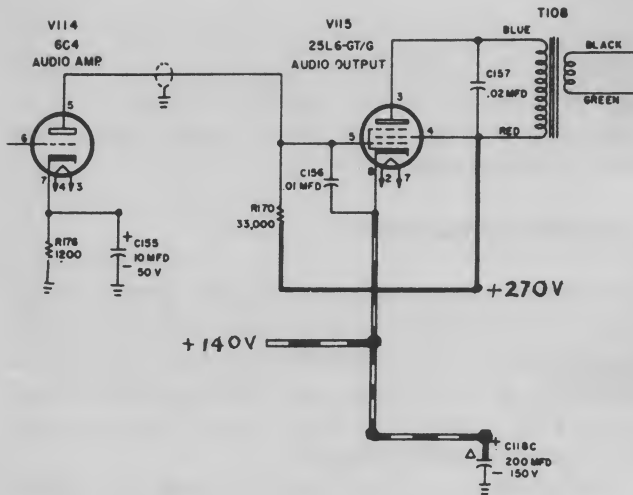 V114
6C4
AUDIO AMP.
5
6
7
4
3
R176
1200
+
C155
10 MFD
- 50 V
V115
25L6-GT/G
AUDIO OUTPUT
3
5
4
8
2
7
C156
.01 MFD
R170
33,000
T108
BLUE
BLACK
C157
.02 MFD
GREEN
RED
+270V
+140V
+
C118C
Δ
200 MFD
- 150 V